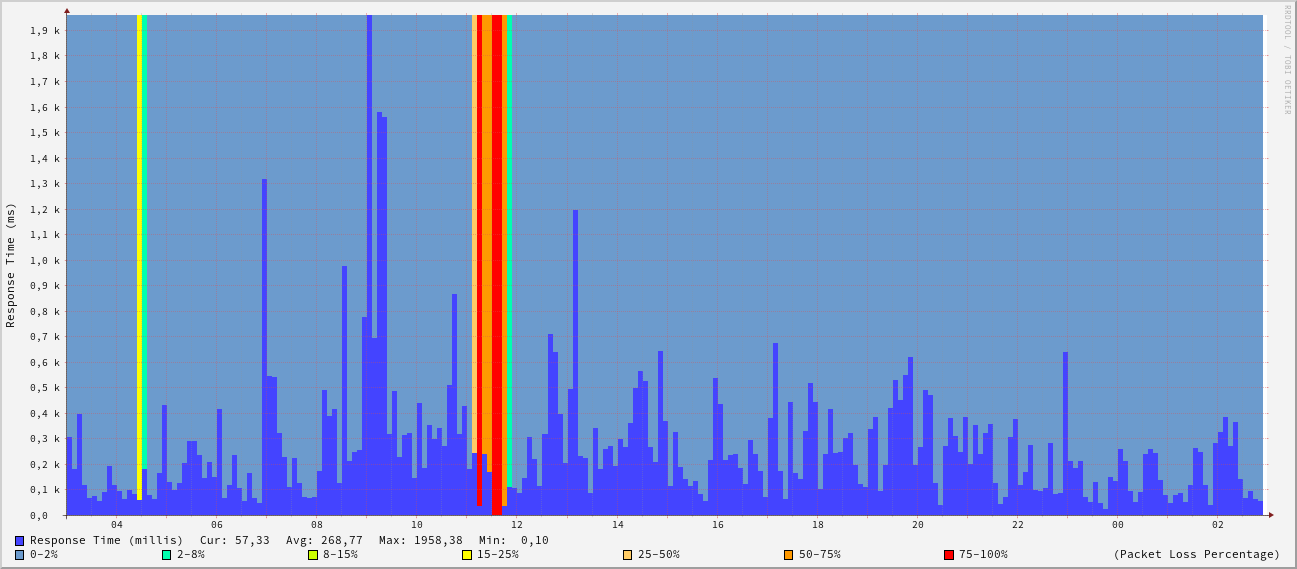 RRDTOOL / TOBI OETIKER
Response Time (ms)
1,9 k
1,8 k
1,7 k
1,6 k
1,5 k
1,4 k
1,3 k
1,2 k
1,1 k
1,0 k
0,9 k
0,8 k
0,7 k
0,6 k
0,5 k
0,4 k
0,3 k
0,2 k
0,1 k
0,0
04 06 08 10 12 14 16 18 20 22 00 02
Response Time (millis) Cur: 57,33 Avg: 268,77 Max: 1958,38 Min: 0,10
0-2% 2-8% 8-15% 15-25% 25-50% 50-75% 75-100% (Packet Loss Percentage)